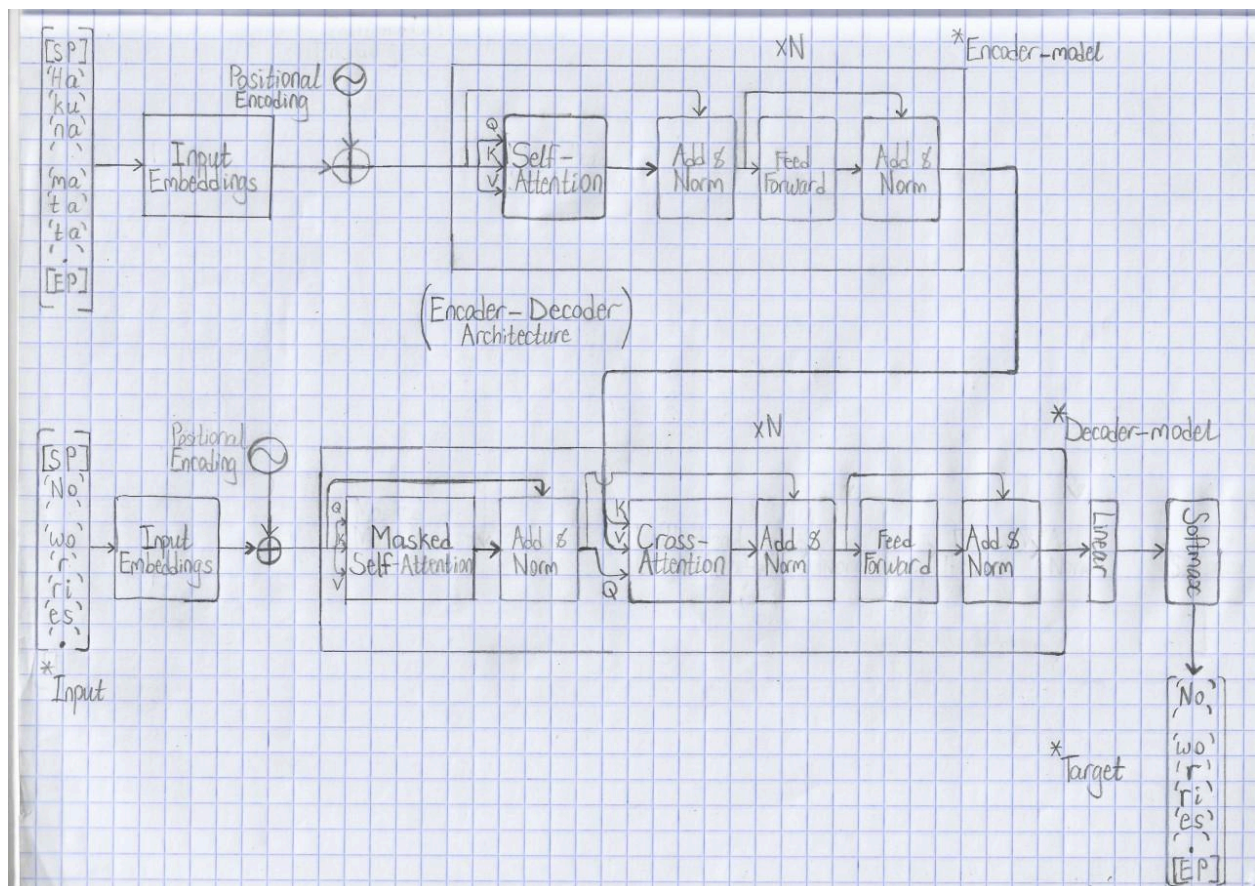 [SP]
'Ha'
'ku'
'na'
' '
'ma'
'ta'
'ta'
'.'
[EP]
Input
Embeddings
Positional
Encoding
xN
*Encoder-model
Q
K
V
Self-
Attention
Add &
Norm
Feed
Forward
Add &
Norm
(Encoder-Decoder
Architecture)
[SP]
'No'
' '
'wo'
'r'
'ri'
'es'
'.'
*Input
Input
Embeddings
Positional
Encoding
xN
*Decoder-model
Q
K
V
Masked
Self-Attention
Add &
Norm
K
V
Q
Cross-
Attention
Add &
Norm
Feed
Forward
Add &
Norm
Linear
Softmax
*Target
'No'
' '
'wo'
'r'
'ri'
'es'
'.'
[EP]